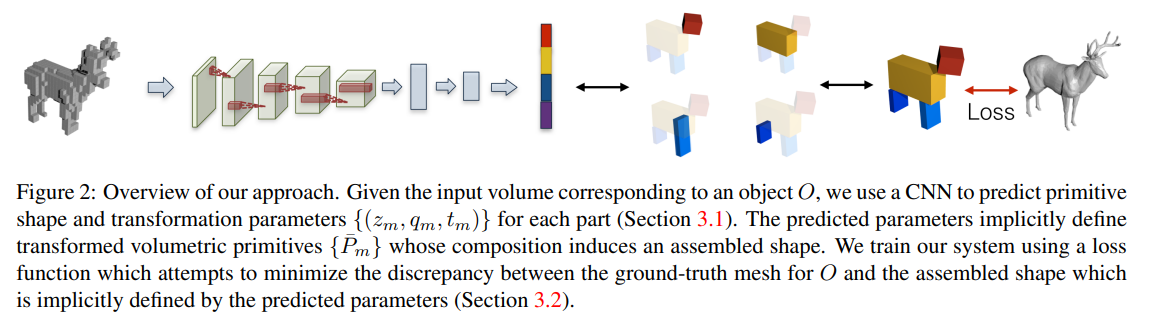 Loss
Figure 2: Overview of our approach. Given the input volume corresponding to an object O, we use a CNN to predict primitive
shape and transformation parameters {(z_m, q_m, t_m)} for each part (Section 3.1). The predicted parameters implicitly define
transformed volumetric primitives {P̄_m} whose composition induces an assembled shape. We train our system using a loss
function which attempts to minimize the discrepancy between the ground-truth mesh for O and the assembled shape which
is implicitly defined by the predicted parameters (Section 3.2).